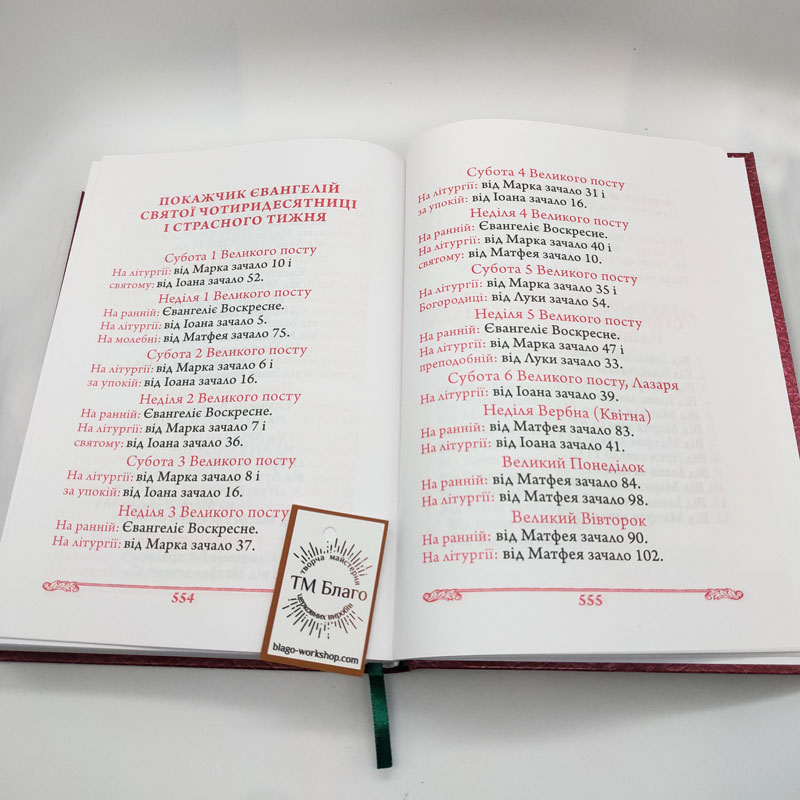 ПОКАЖЧИК ЄВАНГЕЛІЙ
СВЯТОЇ ЧОТИРИДЕСЯТНИЦІ
І СТРАСНОГО ТИЖНЯ
Субота 1 Великого посту
На літургії: від Марка зачало 10 і
святому: від Іоана зачало 52.
Неділя 1 Великого посту
На ранній: Євангеліє Воскресне.
На літургії: від Іоана зачало 5.
На молебні: від Матфея зачало 75.
Субота 2 Великого посту
На літургії: від Марка зачало 6 і
за упокій: від Іоана зачало 16.
Неділя 2 Великого посту
На ранній: Євангеліє Воскресне.
На літургії: від Марка зачало 7 і
святому: від Іоана зачало 36.
Субота 3 Великого посту
На літургії: від Марка зачало 8 і
за упокій: від Іоана зачало 16.
Неділя 3 Великого посту
На ранній: Євангеліє Воскресне.
На літургії: від Марка зачало 37.
554
Субота 4 Великого посту
На літургії: від Марка зачало 31 і
за упокій: від Іоана зачало 16.
Неділя 4 Великого посту
На ранній: Євангеліє Воскресне.
На літургії: від Марка зачало 40 і
святому: від Матфея зачало 10.
Субота 5 Великого посту
На літургії: від Марка зачало 35 і
Богородиці: від Луки зачало 54.
Неділя 5 Великого посту
На ранній: Євангеліє Воскресне.
На літургії: від Марка зачало 47 і
преподобній: від Луки зачало 33.
Субота 6 Великого посту, Лазаря
На літургії: від Іоана зачало 39.
Неділя Вербна (Квітна)
На ранній: від Матфея зачало 83.
На літургії: від Іоана зачало 41.
Великий Понеділок
На ранній: від Матфея зачало 84.
На літургії: від Матфея зачало 98.
Великий Вівторок
На ранній: від Матфея зачало 90.
На літургії: від Матфея зачало 102.
555
творча майстерня
ТМ Благо
церковних виробів
blago-workshop.com